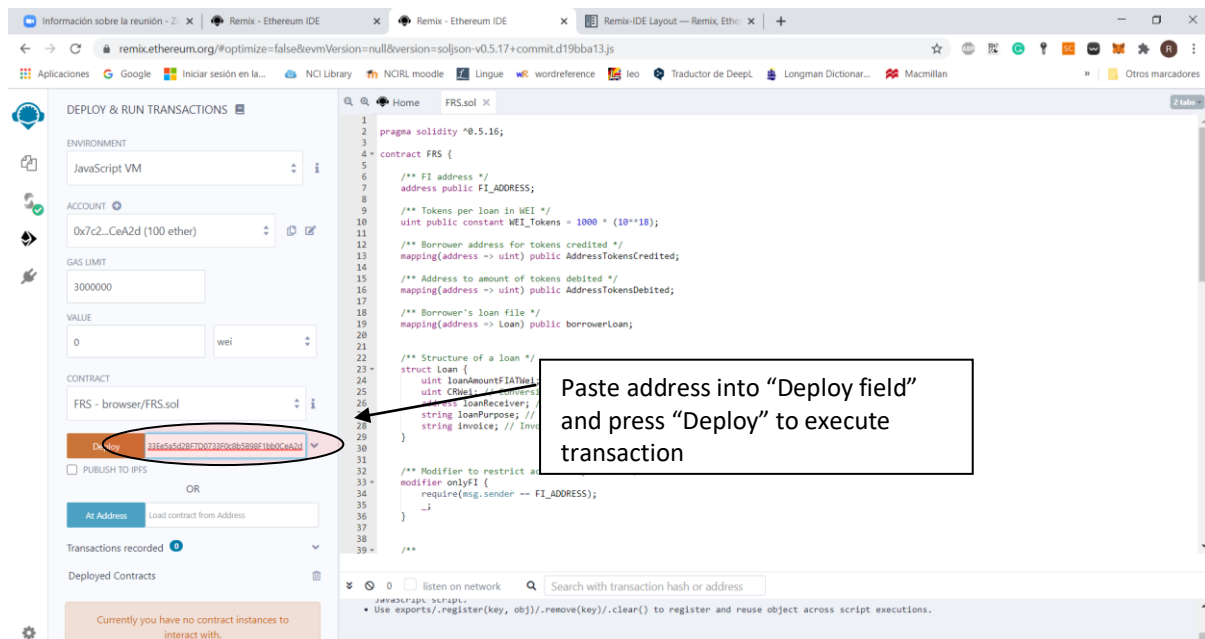 Información sobre la reunión - Z
Remix - Ethereum IDE
Remix - Ethereum IDE
Remix-IDE Layout — Remix, Ethe
remix.ethereum.org/#optimize=false&evmVersion=null&version=soljson-v0.5.17+commit.d19bba13.js
Aplicaciones
Google
Iniciar sesión en la...
NCI Library
NCIRL moodle
Lingue
wordreference
leo
Traductor de DeepL
Longman Dictionar...
Macmillan
Otros marcadores
DEPLOY & RUN TRANSACTIONS
ENVIRONMENT
JavaScript VM
ACCOUNT
0x7c2...CeA2d (100 ether)
GAS LIMIT
3000000
VALUE
0
wei
CONTRACT
FRS - browser/FRS.sol
Deploy
PUBLISH TO IPFS
OR
At Address
Load contract from Address
Transactions recorded 0
Deployed Contracts
Currently you have no contract instances to
interact with.
Home
FRS.sol
2 tabs
1
2 pragma solidity ^0.5.16;
3
4 contract FRS {
5
6 /** FI address */
7 address public FI_ADDRESS;
8
9 /** Tokens per loan in WEI */
10 uint public constant WEI_Tokens = 1000 * (10**18);
11
12 /** Borrower address for tokens credited */
13 mapping(address => uint) public AddressTokensCredited;
14
15 /** Address to amount of tokens debited */
16 mapping(address => uint) public AddressTokensDebited;
17
18 /** Borrower's loan file */
19 mapping(address => Loan) public borrowerLoan;
20
21
22 /** Structure of a loan */
23 struct Loan {
24 uint loanAmountFIATWei;
25 uint CRWei; //
26 address loanReceiver; /
27 string loanPurpose; //
28 string invoice; //
29 }
30
31
32 /** Modifier to restrict
33 modifier onlyFI {
34 require(msg.sender == FI_ADDRESS);
35 _;
36 }
37
38
39 /**
Paste address into “Deploy field”
and press “Deploy” to execute
transaction
0
listen on network
Search with transaction hash or address
JavaScript script.
• Use exports/.register(key, obj)/.remove(key)/.clear() to register and reuse object across script executions.